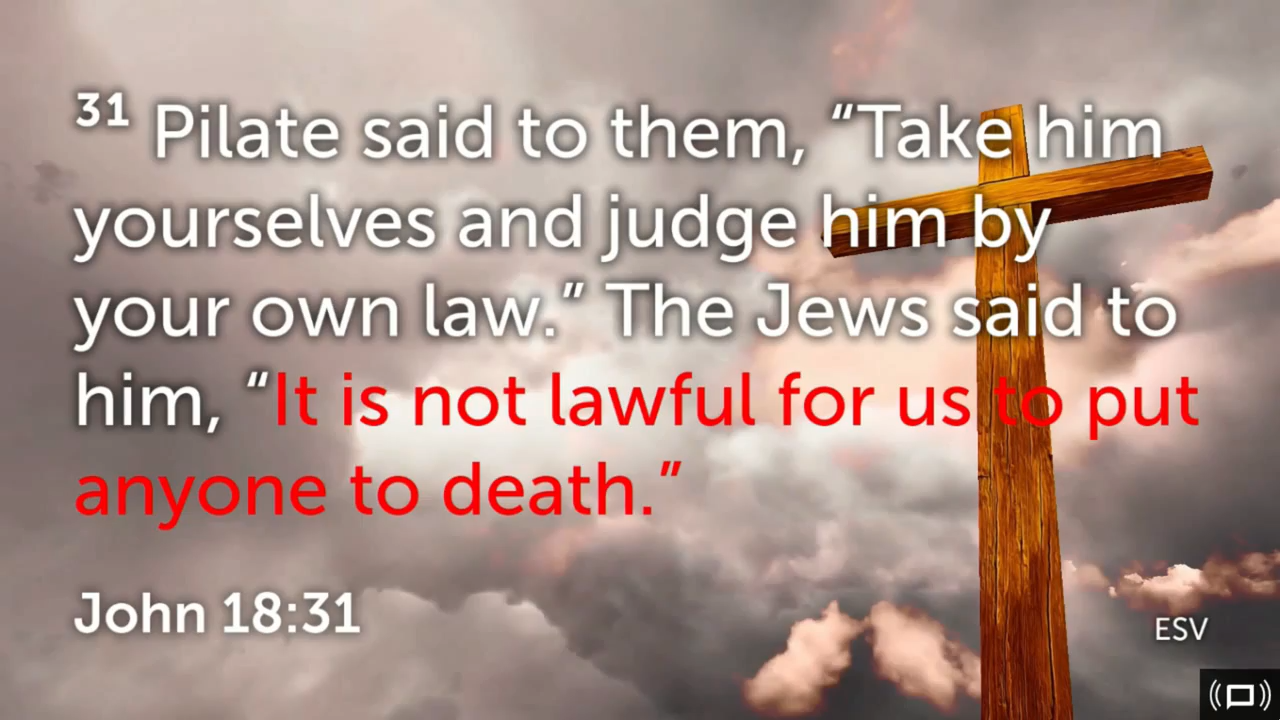 31 Pilate said to them, “Take him
yourselves and judge him by
your own law.” The Jews said to
him, “It is not lawful for us to put
anyone to death.”
John 18:31
ESV